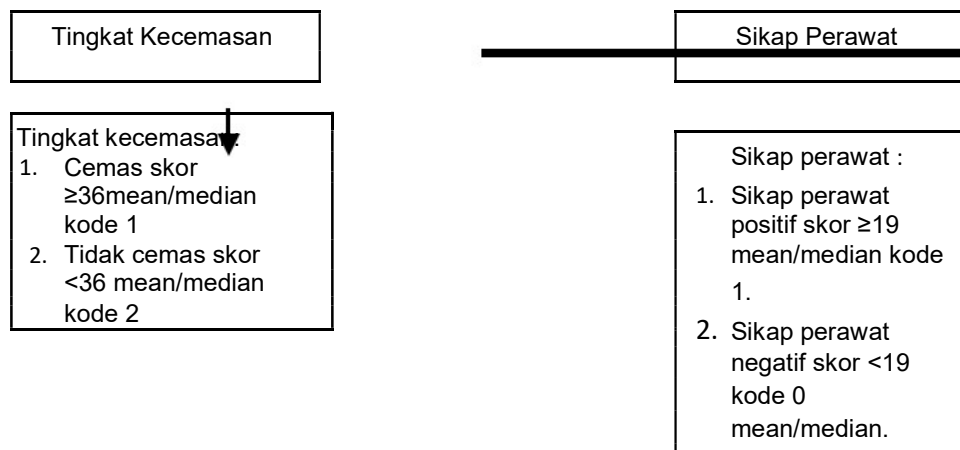 Tingkat Kecemasan
Sikap Perawat
Tingkat kecemasan :
1. Cemas skor
≥36mean/median
kode 1
2. Tidak cemas skor
<36 mean/median
kode 2
Sikap perawat :
1. Sikap perawat
positif skor ≥19
mean/median kode
1.
2. Sikap perawat
negatif skor <19
kode 0
mean/median.